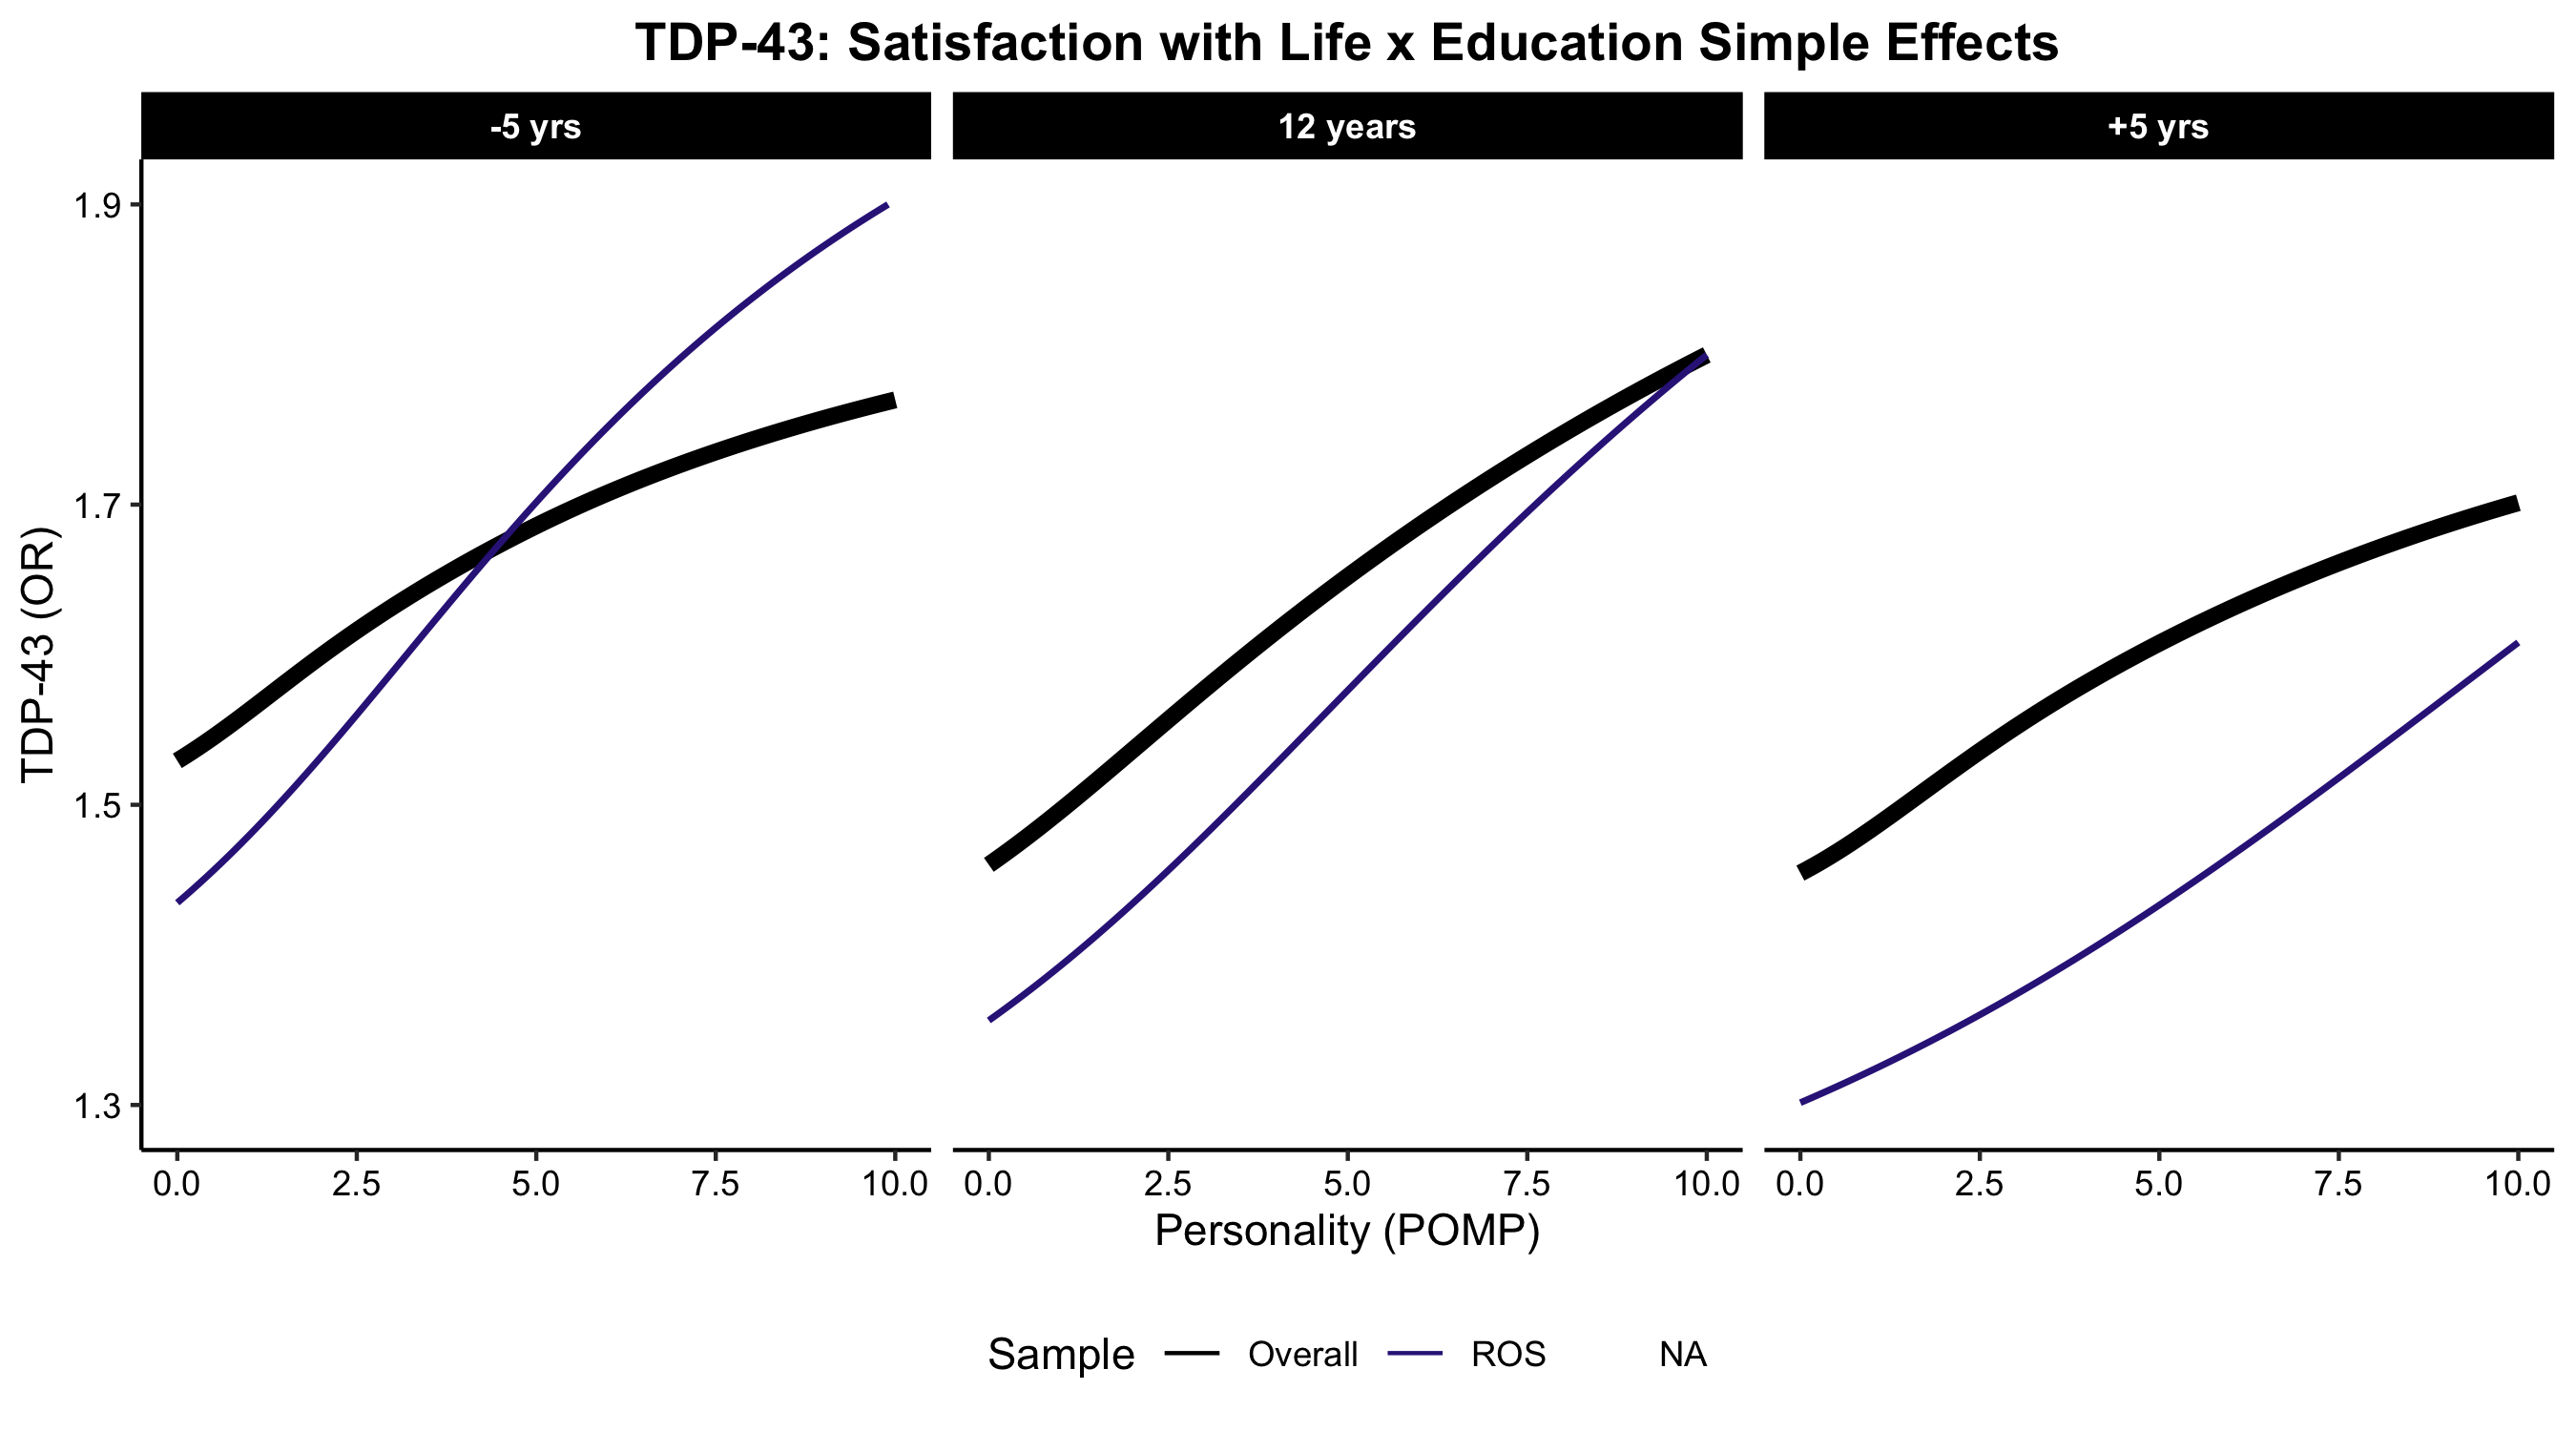 TDP-43: Satisfaction with Life x Education Simple Effects
-5 yrs 12 years +5 yrs
TDP-43 (OR)
1.9
1.7
1.5
1.3
0.0 2.5 5.0 7.5 10.0 0.0 2.5 5.0 7.5 10.0 0.0 2.5 5.0 7.5 10.0
Personality (POMP)
Sample Overall ROS NA